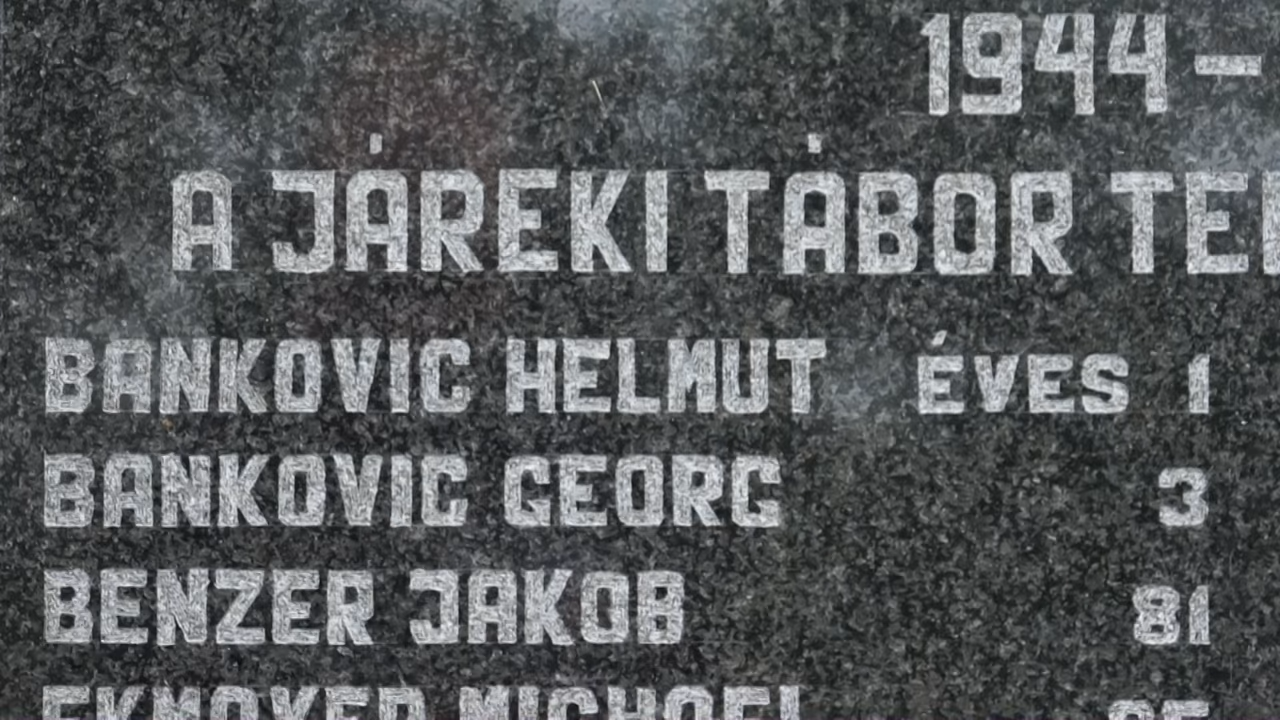 1944 –
A JÁREKI TÁBOR
BANKOVIC HELMUT ÉVES 1
BANKOVIC GEORG 3
BENZER JAKOB 81